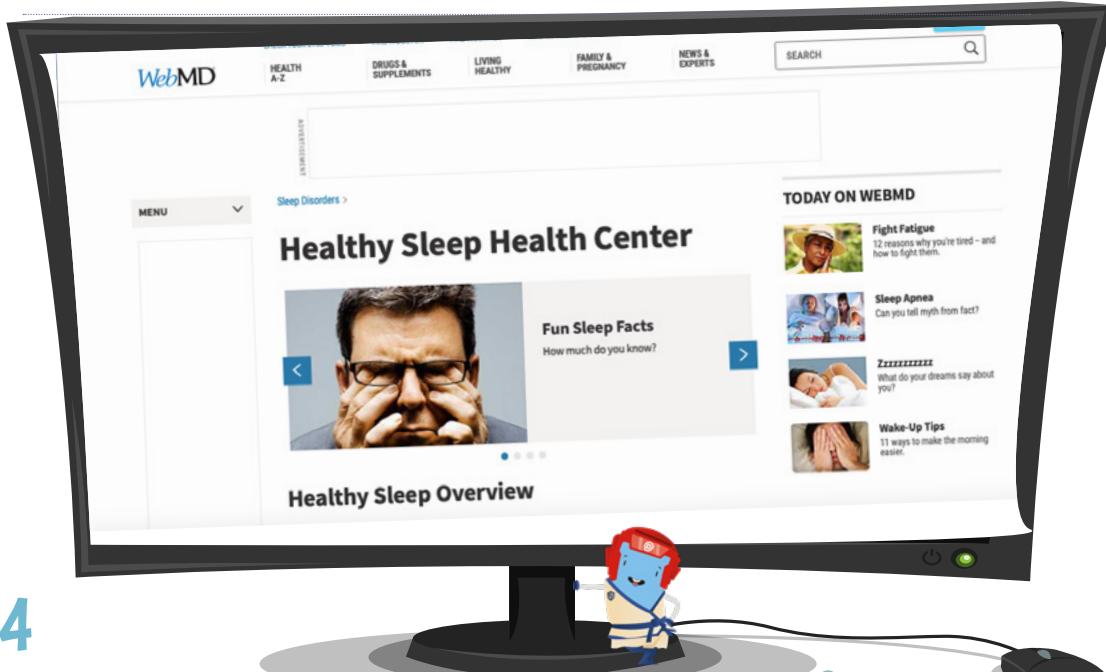 WebMD
HEALTH
A-Z
DRUGS &
SUPPLEMENTS
LIVING
HEALTHY
FAMILY &
PREGNANCY
NEWS &
EXPERTS
SEARCH
ADVERTISEMENT
MENU
Sleep Disorders >
Healthy Sleep Health Center
Fun Sleep Facts
How much do you know?
Healthy Sleep Overview
TODAY ON WEBMD
Fight Fatigue
12 reasons why you're tired – and
how to fight them.
Sleep Apnea
Can you tell myth from fact?
Zzzzzzzzzzz
What do your dreams say about
you?
Wake-Up Tips
11 ways to make the morning
easier.
4